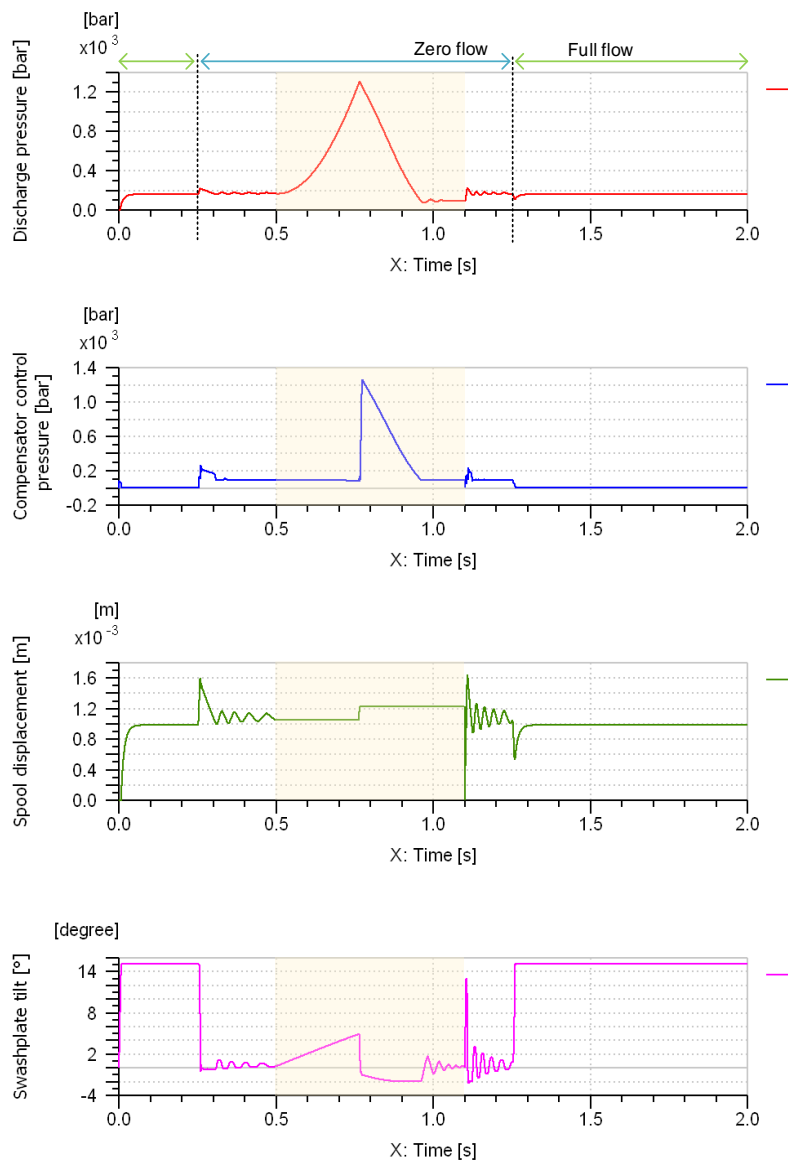 [bar]
x10 ³
Zero flow
Full flow
Discharge pressure [bar]
1.2
0.8
0.4
0.0
0.0 0.5 1.0 1.5 2.0
X: Time [s]
[bar]
x10 ³
Compensator control
pressure [bar]
1.4
1.0
0.6
0.2
-0.2
0.0 0.5 1.0 1.5 2.0
X: Time [s]
[m]
x10 ⁻³
Spool displacement [m]
1.6
1.2
0.8
0.4
0.0
0.0 0.5 1.0 1.5 2.0
X: Time [s]
[degree]
Swashplate tilt [°]
14
8
2
-4
0.0 0.5 1.0 1.5 2.0
X: Time [s]